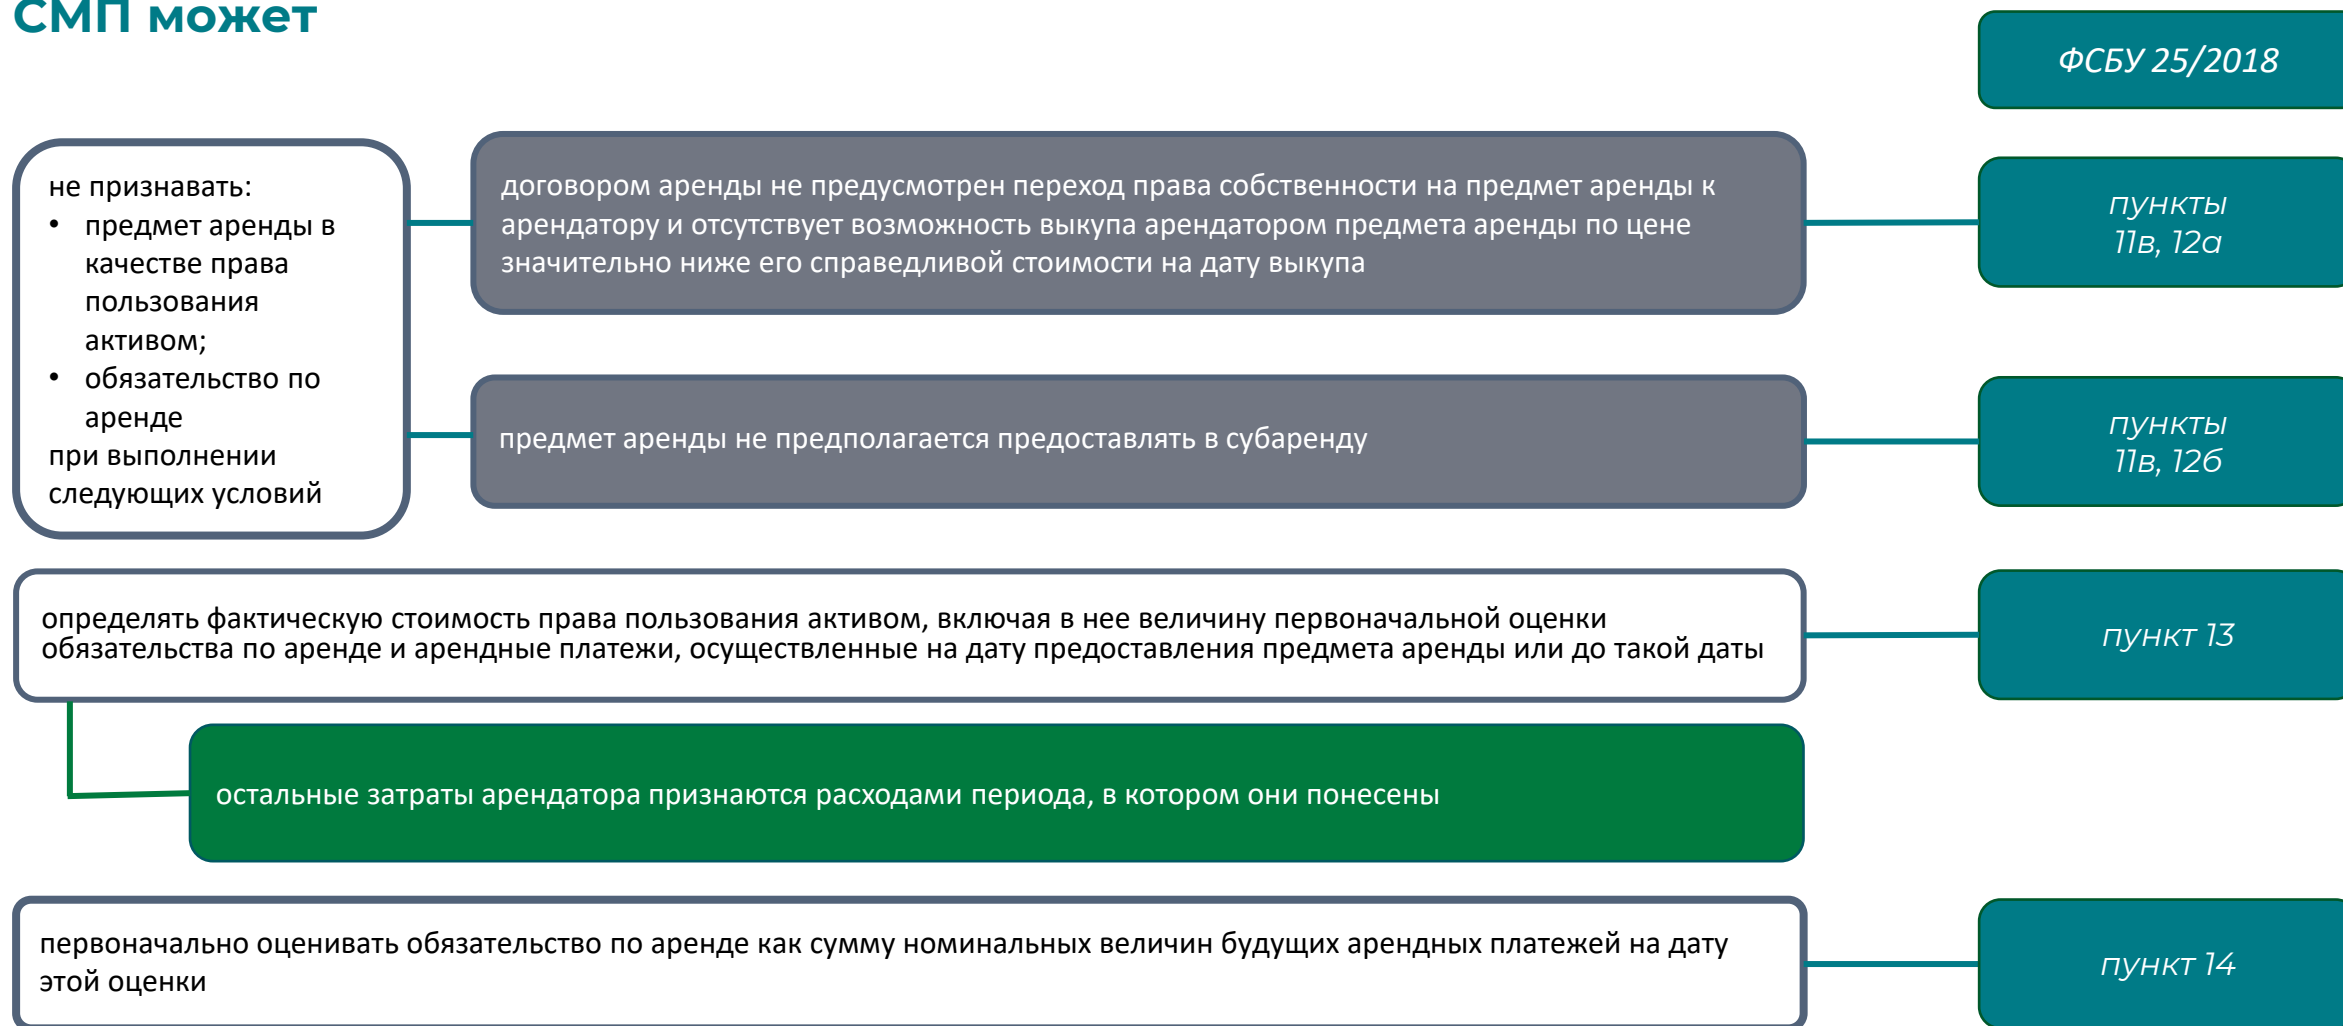 СМП может
ФСБУ 25/2018
не признавать:
• предмет аренды в
качестве права
пользования
активом;
• обязательство по
аренде
при выполнении
следующих условий
договором аренды не предусмотрен переход права собственности на предмет аренды к
арендатору и отсутствует возможность выкупа арендатором предмета аренды по цене
значительно ниже его справедливой стоимости на дату выкупа
пункты
11в, 12а
предмет аренды не предполагается предоставлять в субаренду
пункты
11в, 12б
определять фактическую стоимость права пользования активом, включая в нее величину первоначальной оценки
обязательства по аренде и арендные платежи, осуществленные на дату предоставления предмета аренды или до такой даты
пункт 13
остальные затраты арендатора признаются расходами периода, в котором они понесены
первоначально оценивать обязательство по аренде как сумму номинальных величин будущих арендных платежей на дату
этой оценки
пункт 14